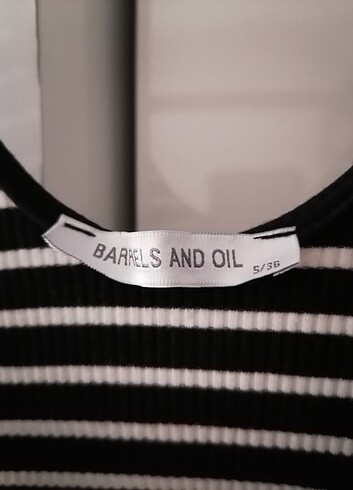 BARRELS AND OIL
S/36